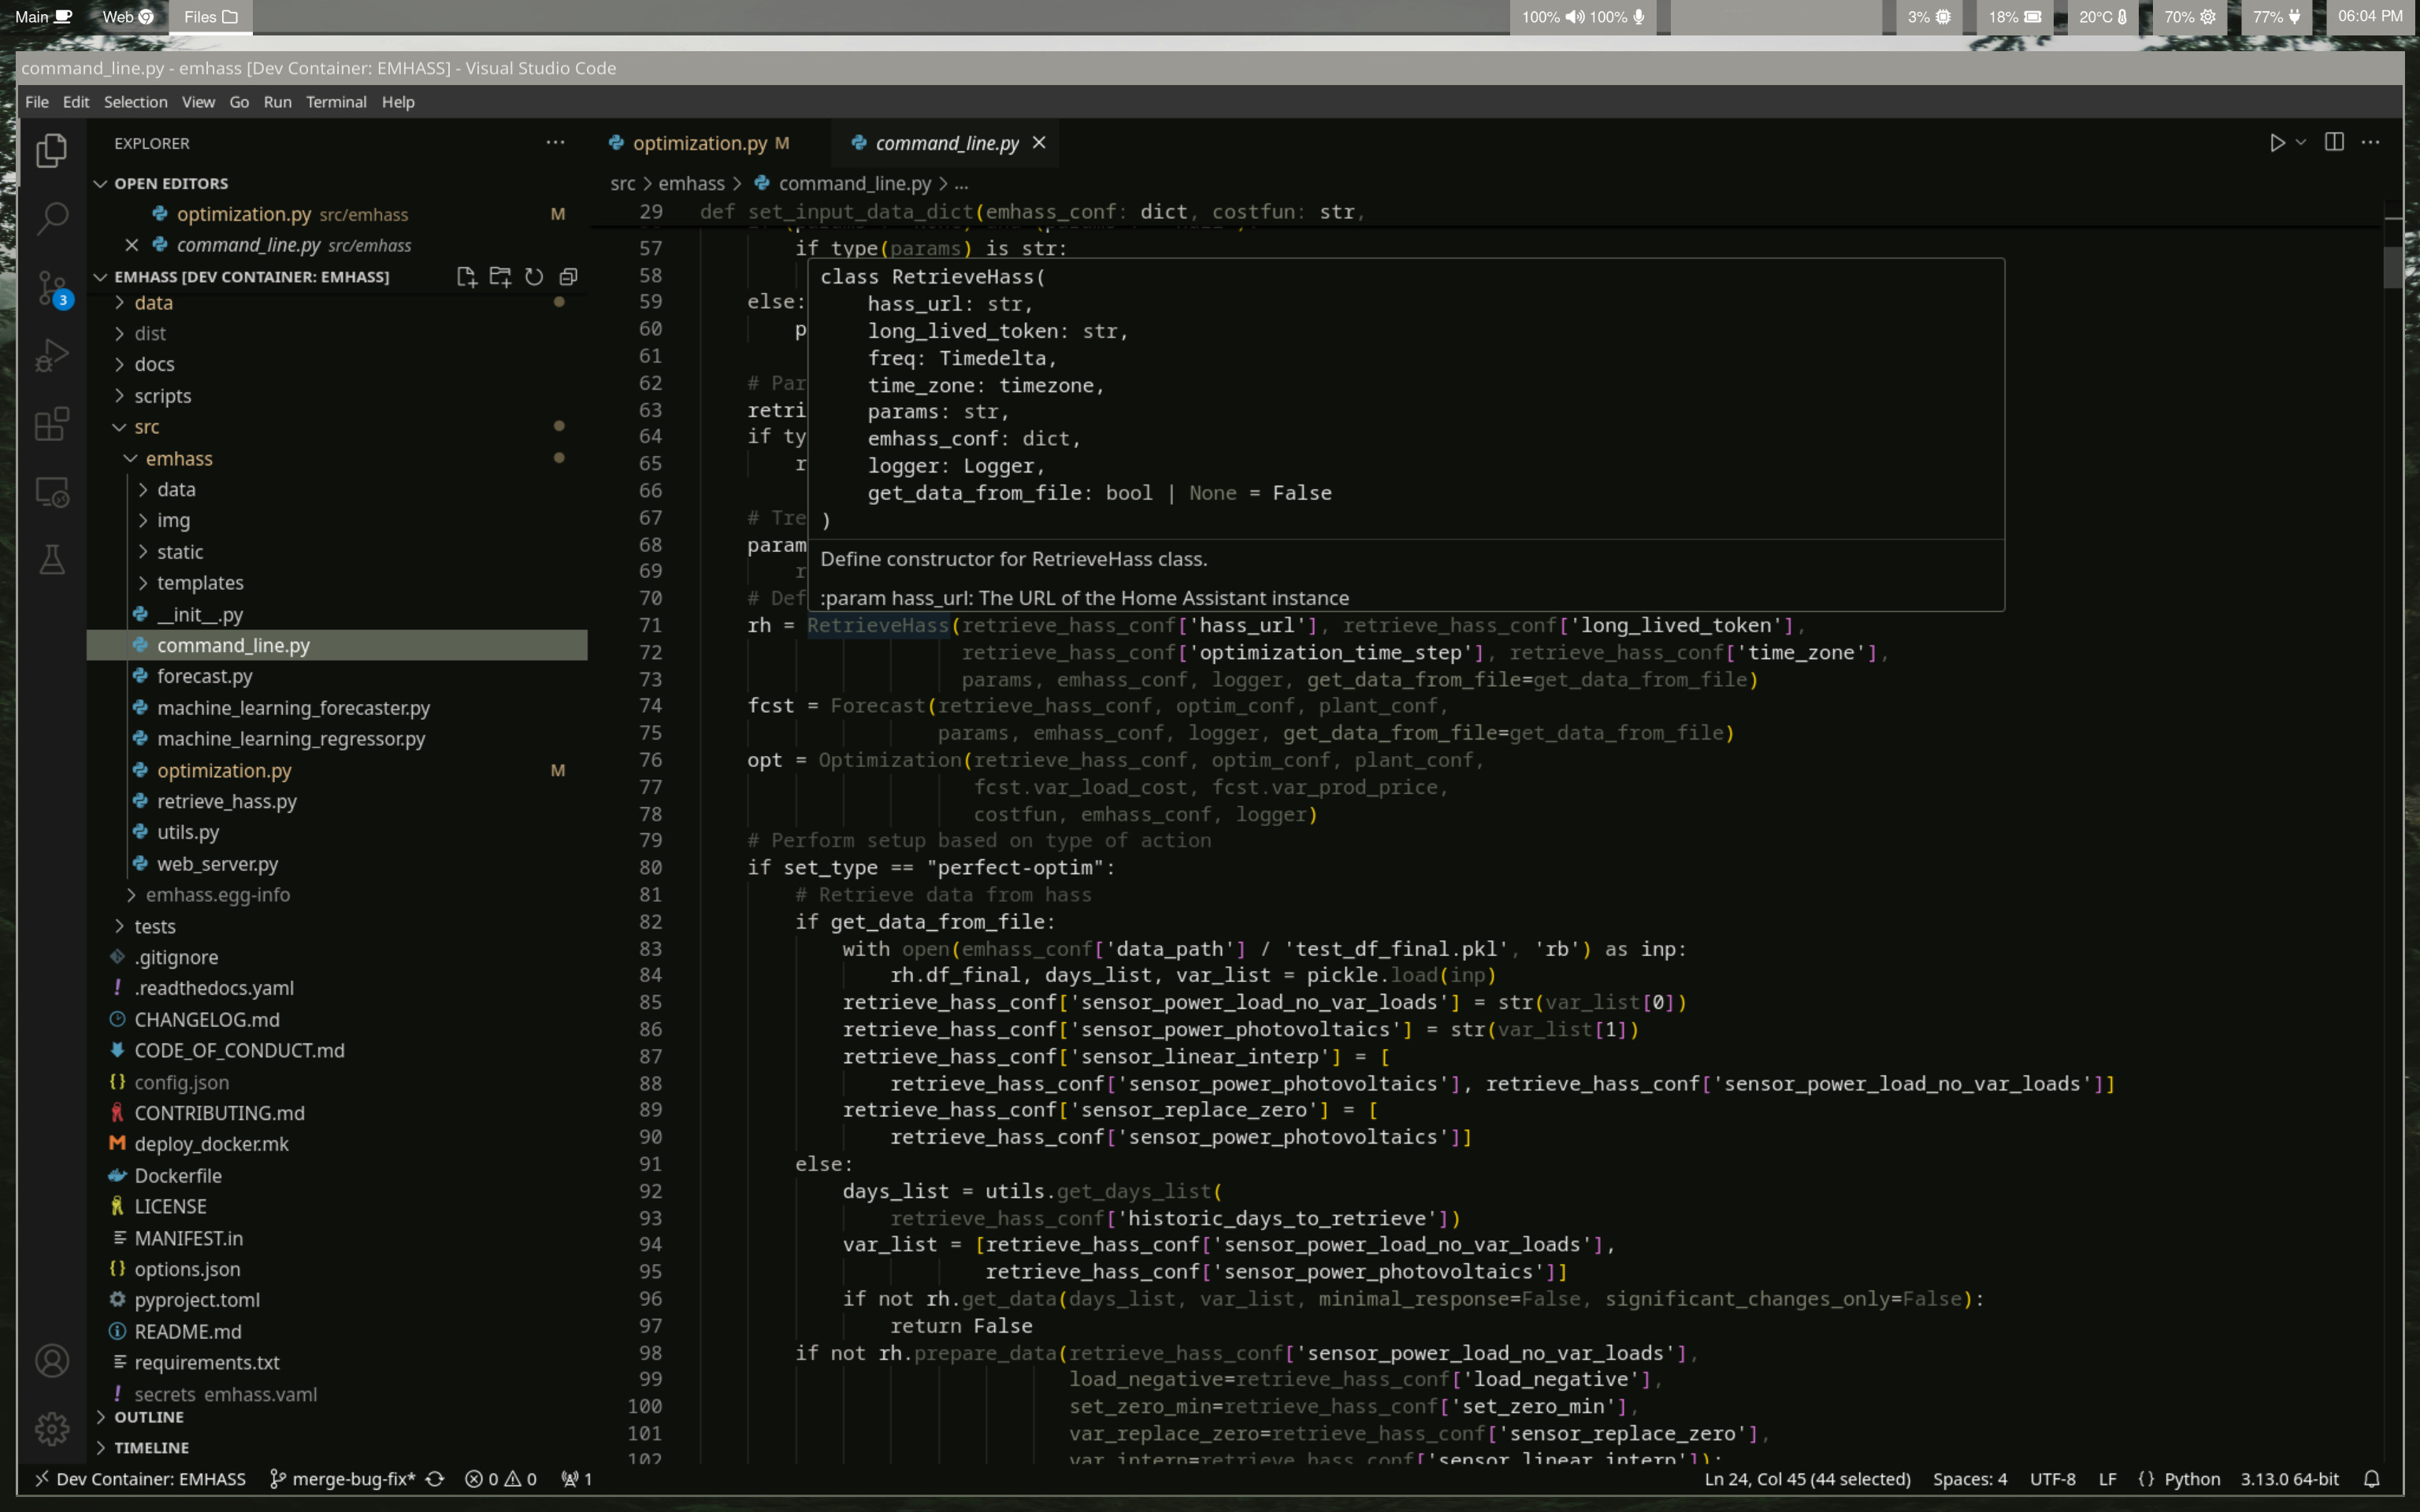 Main Web Files 100% 100% 3% 18% 20°C 70% 77% 06:04 PM
command_line.py - emhass [Dev Container: EMHASS] - Visual Studio Code
File Edit Selection View Go Run Terminal Help
EXPLORER
OPEN EDITORS
optimization.py src/emhass M
command_line.py src/emhass
EMHASS [DEV CONTAINER: EMHASS]
data
dist
docs
scripts
src
emhass
data
img
static
templates
__init__.py
command_line.py
forecast.py
machine_learning_forecaster.py
machine_learning_regressor.py
optimization.py M
retrieve_hass.py
utils.py
web_server.py
emhass.egg-info
tests
.gitignore
.readthedocs.yaml
CHANGELOG.md
CODE_OF_CONDUCT.md
config.json
CONTRIBUTING.md
deploy_docker.mk
Dockerfile
LICENSE
MANIFEST.in
options.json
pyproject.toml
README.md
requirements.txt
secrets_emhass.yaml
OUTLINE
TIMELINE
3
optimization.py M command_line.py
src > emhass > command_line.py > ...
29 def set_input_data_dict(emhass_conf: dict, costfun: str,
57 if type(params) is str:
58
59 else:
60 p
61
62 # Par
63 retri
64 if ty
65 r
66
67 # Tre
68 param
69 r
70 # Def
class RetrieveHass(
hass_url: str,
long_lived_token: str,
freq: Timedelta,
time_zone: timezone,
params: str,
emhass_conf: dict,
logger: Logger,
get_data_from_file: bool | None = False
)
Define constructor for RetrieveHass class.
:param hass_url: The URL of the Home Assistant instance
71 rh = RetrieveHass(retrieve_hass_conf['hass_url'], retrieve_hass_conf['long_lived_token'],
72 retrieve_hass_conf['optimization_time_step'], retrieve_hass_conf['time_zone'],
73 params, emhass_conf, logger, get_data_from_file=get_data_from_file)
74 fcst = Forecast(retrieve_hass_conf, optim_conf, plant_conf,
75 params, emhass_conf, logger, get_data_from_file=get_data_from_file)
76 opt = Optimization(retrieve_hass_conf, optim_conf, plant_conf,
77 fcst.var_load_cost, fcst.var_prod_price,
78 costfun, emhass_conf, logger)
79 # Perform setup based on type of action
80 if set_type == "perfect-optim":
81 # Retrieve data from hass
82 if get_data_from_file:
83 with open(emhass_conf['data_path'] / 'test_df_final.pkl', 'rb') as inp:
84 rh.df_final, days_list, var_list = pickle.load(inp)
85 retrieve_hass_conf['sensor_power_load_no_var_loads'] = str(var_list[0])
86 retrieve_hass_conf['sensor_power_photovoltaics'] = str(var_list[1])
87 retrieve_hass_conf['sensor_linear_interp'] = [
88 retrieve_hass_conf['sensor_power_photovoltaics'], retrieve_hass_conf['sensor_power_load_no_var_loads']]
89 retrieve_hass_conf['sensor_replace_zero'] = [
90 retrieve_hass_conf['sensor_power_photovoltaics']]
91 else:
92 days_list = utils.get_days_list(
93 retrieve_hass_conf['historic_days_to_retrieve'])
94 var_list = [retrieve_hass_conf['sensor_power_load_no_var_loads'],
95 retrieve_hass_conf['sensor_power_photovoltaics']]
96 if not rh.get_data(days_list, var_list, minimal_response=False, significant_changes_only=False):
97 return False
98 if not rh.prepare_data(retrieve_hass_conf['sensor_power_load_no_var_loads'],
99 load_negative=retrieve_hass_conf['load_negative'],
100 set_zero_min=retrieve_hass_conf['set_zero_min'],
101 var_replace_zero=retrieve_hass_conf['sensor_replace_zero'],
102 var_interp=retrieve_hass_conf['sensor_linear_interp']):
Dev Container: EMHASS merge-bug-fix* 0 0 1 Ln 24, Col 45 (44 selected) Spaces: 4 UTF-8 LF {} Python 3.13.0 64-bit